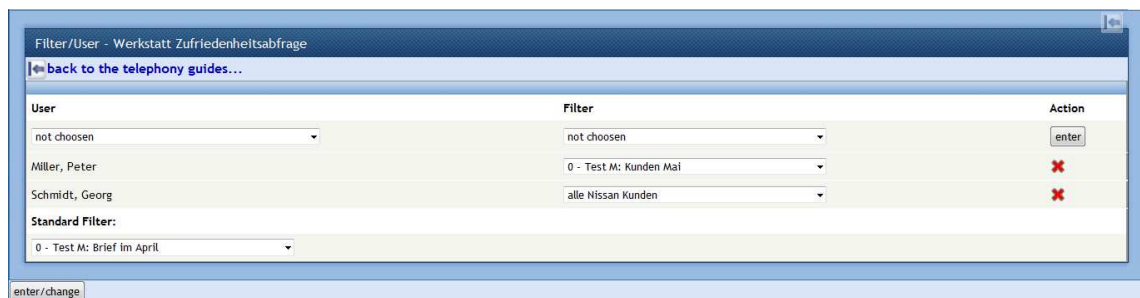 Filter/User - Werkstatt Zufriedenheitsabfrage
back to the telephony guides...
User Filter Action
not choosen not choosen enter
Miller, Peter 0 - Test M: Kunden Mai
Schmidt, Georg alle Nissan Kunden
Standard Filter:
0 - Test M: Brief im April
enter/change